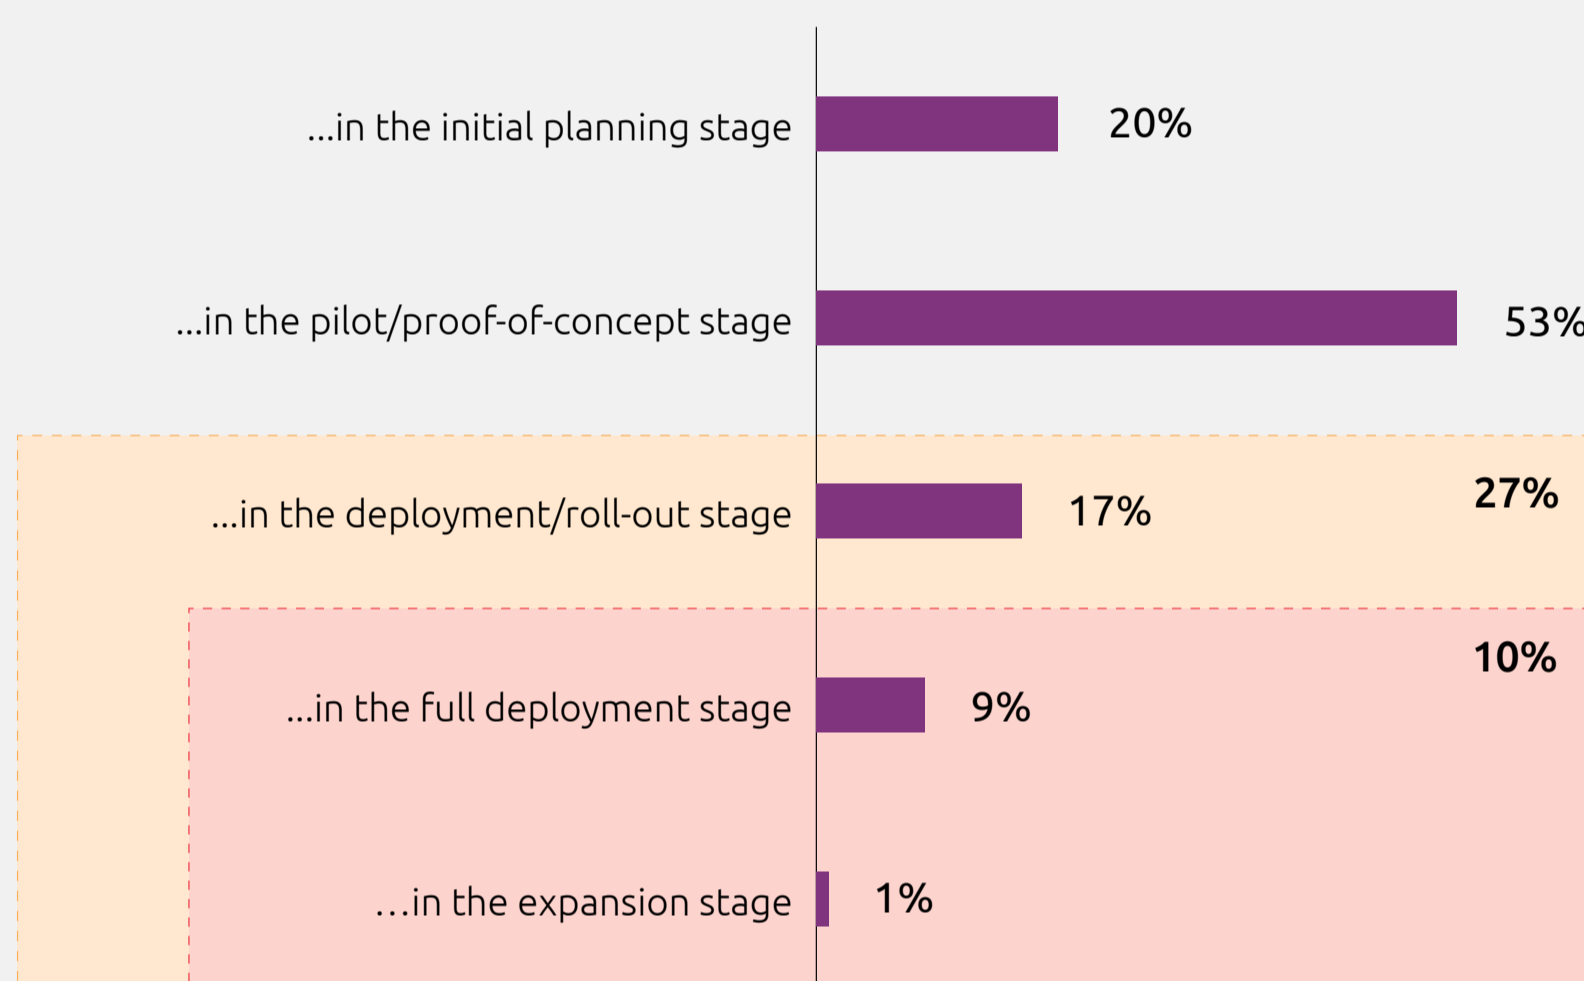 ...in the initial planning stage 20%
...in the pilot/proof-of-concept stage 53%
...in the deployment/roll-out stage 17% 27%
10%
...in the full deployment stage 9%
...in the expansion stage 1%